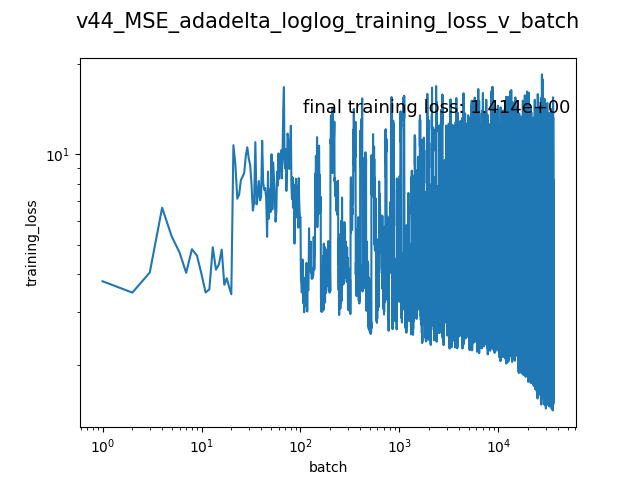 v44_MSE_adadelta_loglog_training_loss_v_batch
final training loss: 1.414e+00
10¹
training_loss
10⁰ 10¹ 10² 10³ 10⁴
batch